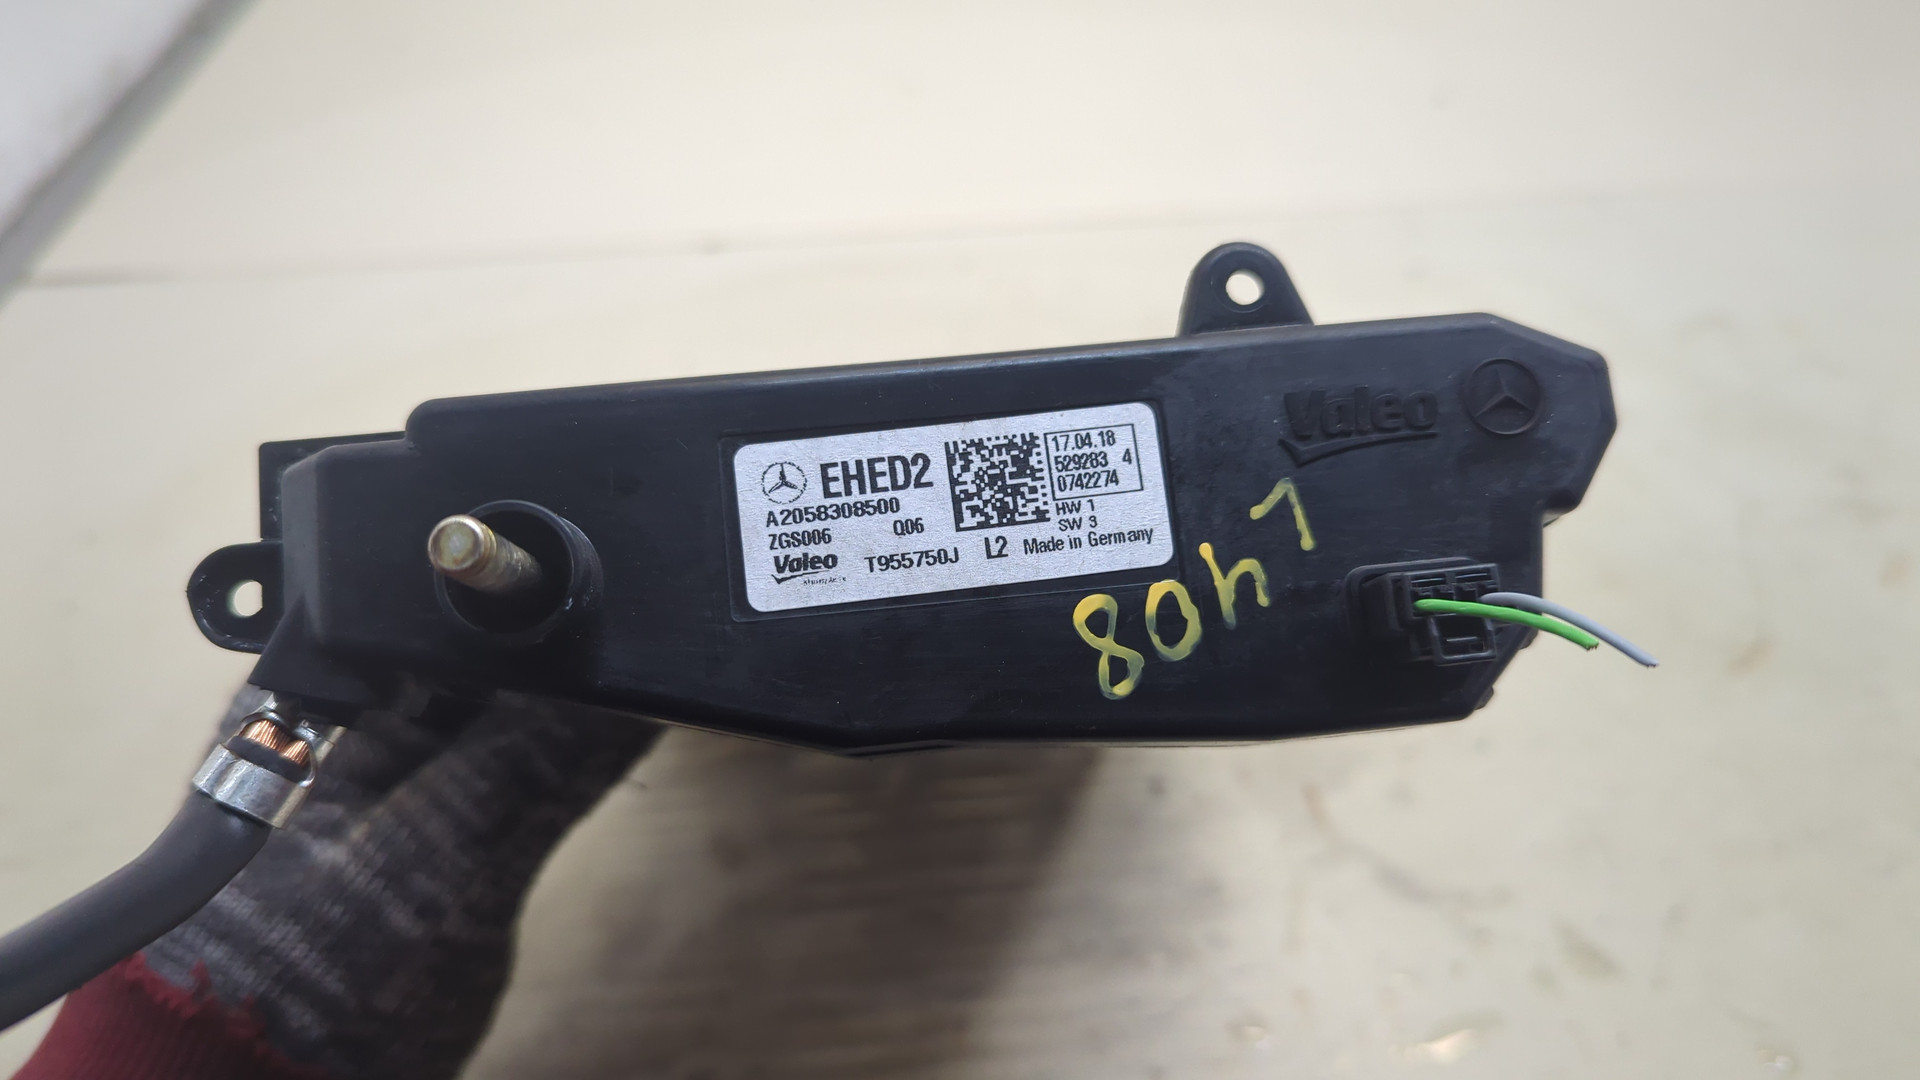 Valeo
EHED2
A2058308500
ZGS006 Q06
Valeo T955750J L2 Made in Germany
17.04.18
529283 4
0742274
HW 1
SW 3